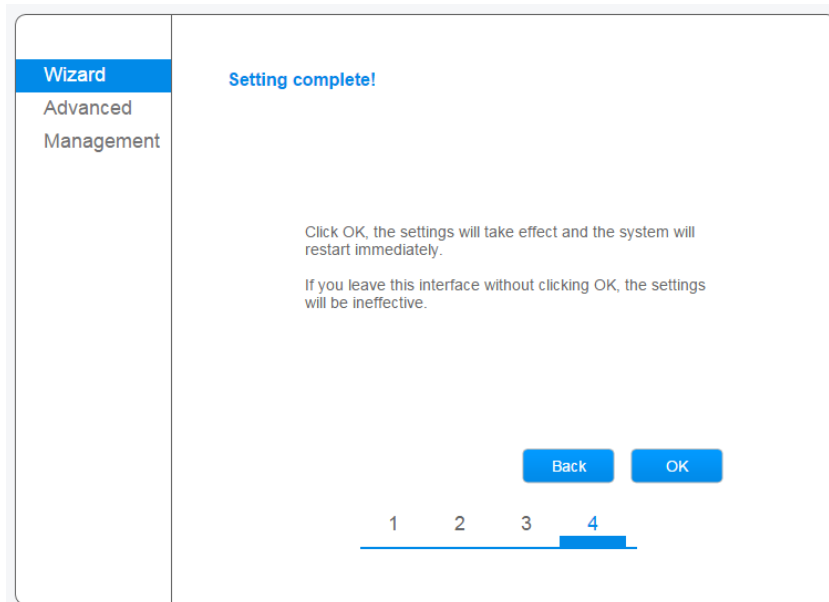 Wizard
Advanced
Management
Setting complete!
Click OK, the settings will take effect and the system will
restart immediately.
If you leave this interface without clicking OK, the settings
will be ineffective.
Back OK
1 2 3 4